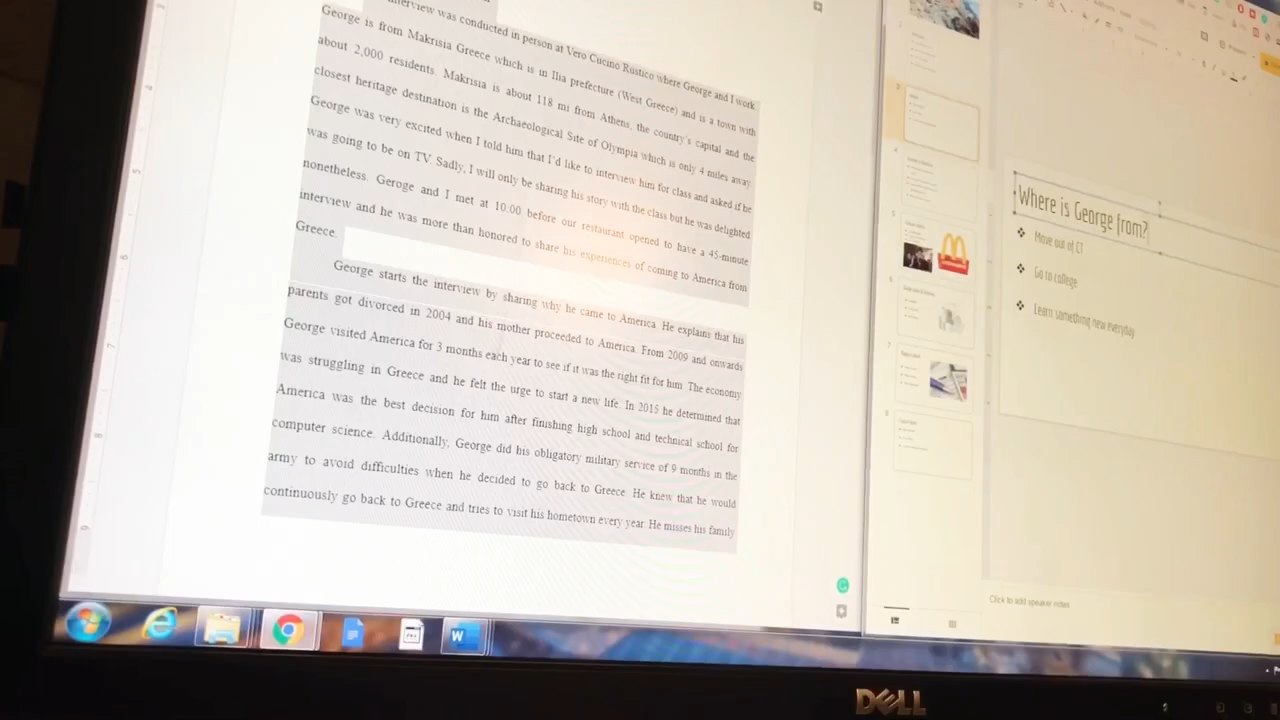 interview was conducted in person at Vero Cucino Rustico where George and I work
George is from Makrisia Greece which is in Ilia prefecture (West Greece) and is a town with
about 2,000 residents. Makrisia is about 118 mi from Athens, the country's capital and the
closest heritage destination is the Archaeological Site of Olympia which is only 4 miles away
George was very excited when I told him that I'd like to interview him for class and asked if he
was going to be on TV. Sadly, I will only be sharing his story with the class but he was delighted
nonetheless. Geroge and I met at 10:00 before our restaurant opened to have a 45-minute
interview and he was more than honored to share his experiences of coming to America from
Greece.
George starts the interview by sharing why he came to America. He explains that his
parents got divorced in 2004 and his mother proceeded to America. From 2009 and onwards
George visited America for 3 months each year to see if it was the right fit for him. The economy
was struggling in Greece and he felt the urge to start a new life. In 2015 he determined that
America was the best decision for him after finishing high school and technical school for
computer science. Additionally, George did his obligatory military service of 9 months in the
army to avoid difficulties when he decided to go back to Greece. He knew that he would
continuously go back to Greece and tries to visit his hometown every year. He misses his family
Where is George from?
Move out of CT
Go to college
Learn something new everyday
Click to add speaker notes
DELL